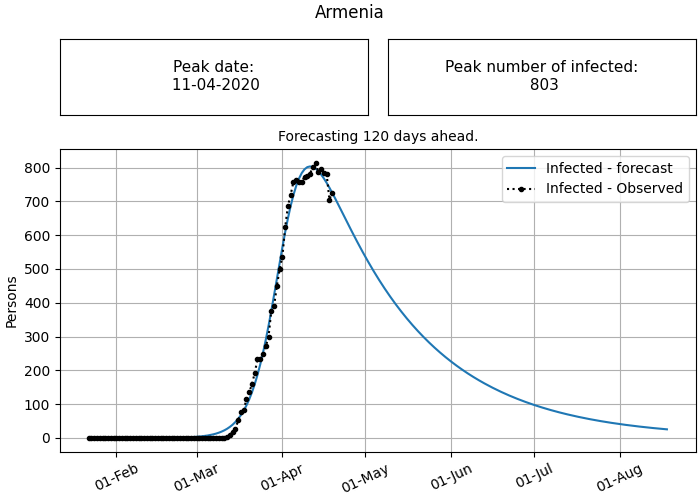 Armenia
Peak date:
11-04-2020
Peak number of infected:
803
Forecasting 120 days ahead.
Infected - forecast
Infected - Observed
Persons
800
700
600
500
400
300
200
100
0
01-Feb
01-Mar
01-Apr
01-May
01-Jun
01-Jul
01-Aug